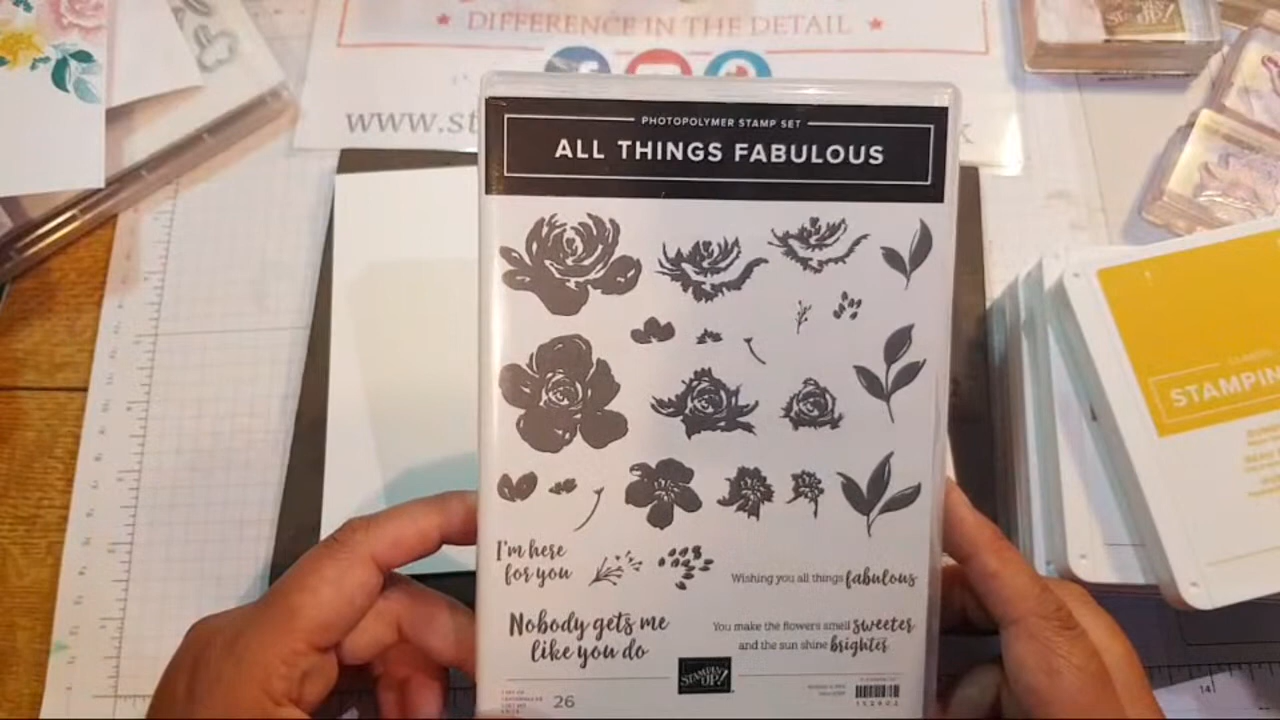 DIFFERENCE IN THE DETAIL
www.st
k
PHOTOPOLYMER STAMP SET
ALL THINGS FABULOUS
I'm here
for you
Wishing you all things fabulous
Nobody gets me
like you do
You make the flowers smell sweeter
and the sun shine brighter
STAMPIN' UP!
26
STAMPIN
14